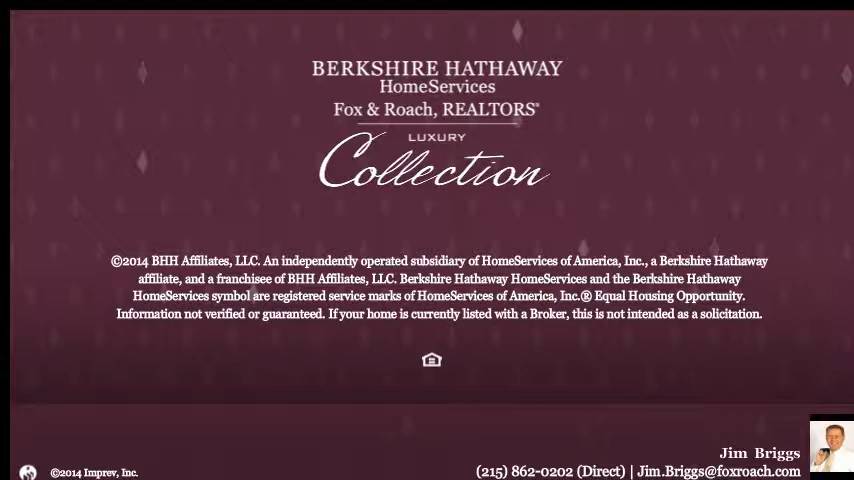 BERKSHIRE HATHAWAY
HomeServices
Fox & Roach, REALTORS®
LUXURY
Collection
©2014 BHH Affiliates, LLC. An independently operated subsidiary of HomeServices of America, Inc., a Berkshire Hathaway
affiliate, and a franchisee of BHH Affiliates, LLC. Berkshire Hathaway HomeServices and the Berkshire Hathaway
HomeServices symbol are registered service marks of HomeServices of America, Inc.® Equal Housing Opportunity.
Information not verified or guaranteed. If your home is currently listed with a Broker, this is not intended as a solicitation.
Jim Briggs
©2014 Imprev, Inc.
(215) 862-0202 (Direct) | Jim.Briggs@foxroach.com